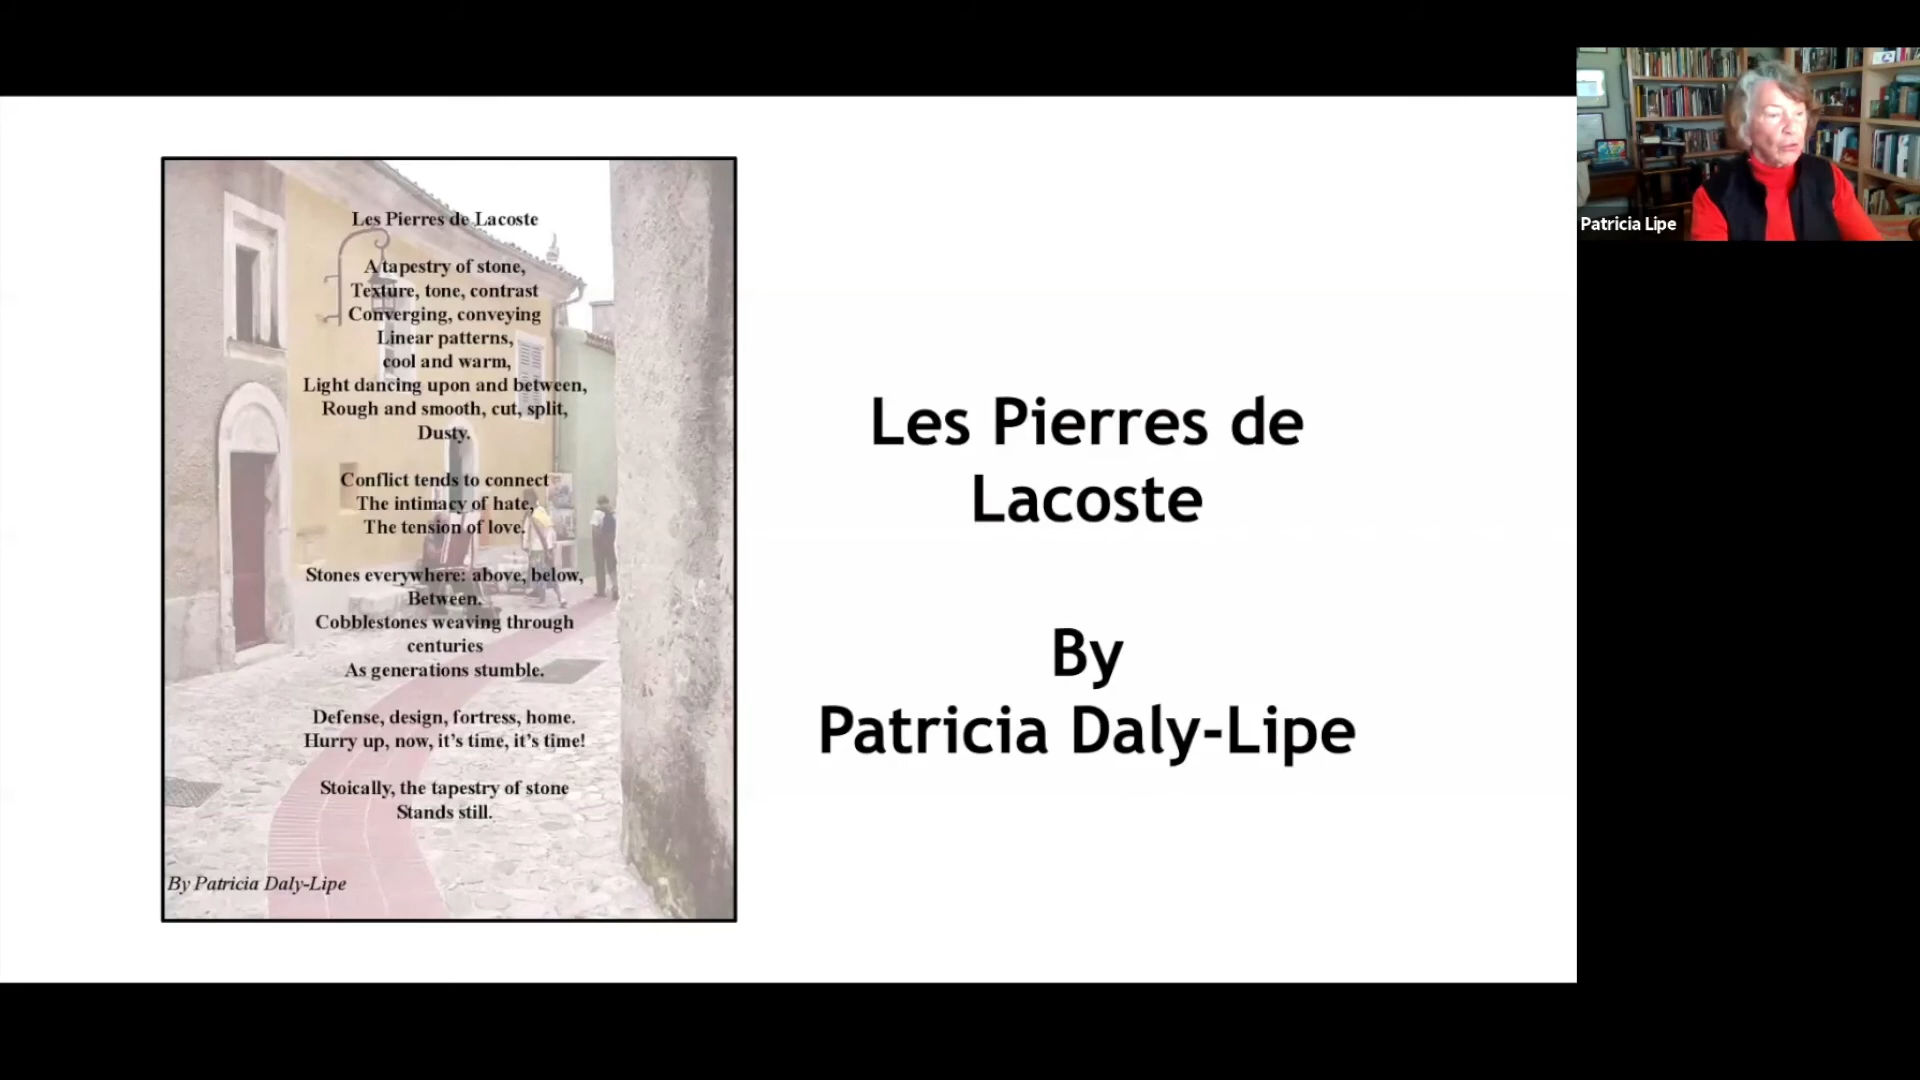 Les Pierres de Lacoste
A tapestry of stone,
Texture, tone, contrast
Converging, conveying
Linear patterns,
cool and warm,
Light dancing upon and between,
Rough and smooth, cut, split,
Dusty.
Conflict tends to connect
The intimacy of hate,
The tension of love.
Stones everywhere: above, below,
Between.
Cobblestones weaving through
centuries
As generations stumble.
Defense, design, fortress, home.
Hurry up, now, it's time, it's time!
Stoically, the tapestry of stone
Stands still.
By Patricia Daly-Lipe
Les Pierres de
Lacoste
By
Patricia Daly-Lipe
Patricia Lipe